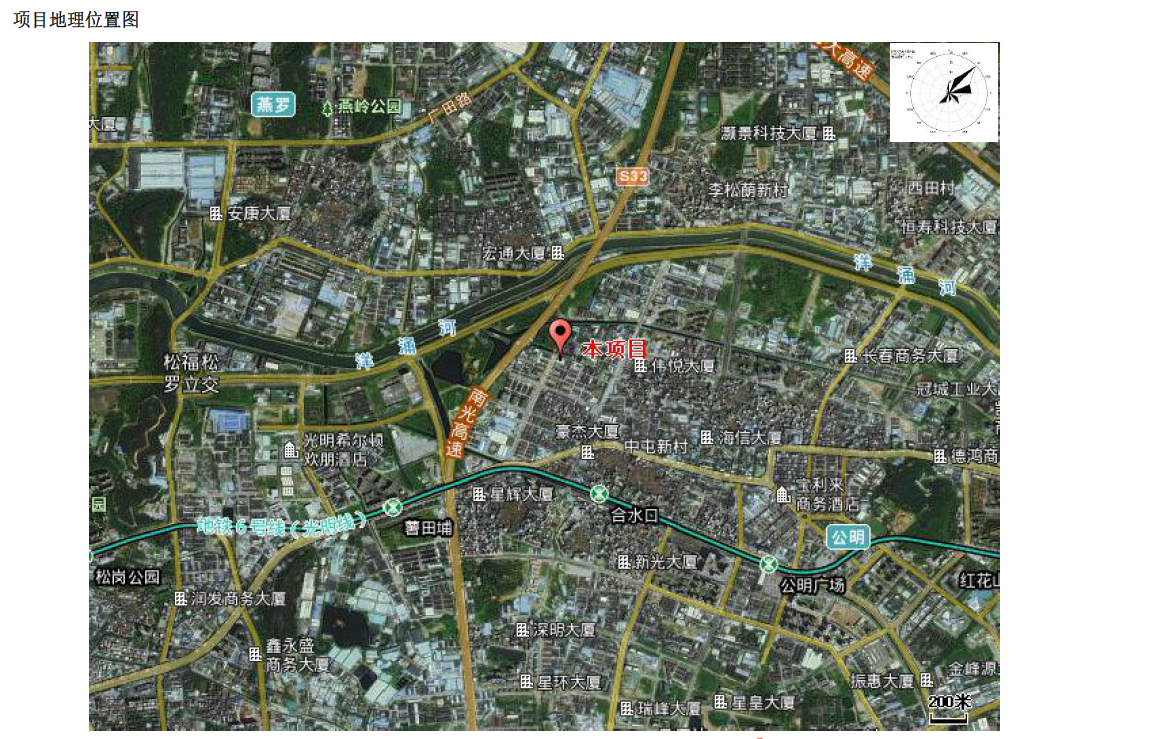 项目地理位置图
大高速
燕罗
燕岭公园
广田路
大厦
灏景科技大厦
S33
李松蓢新村
西田村
安康大厦
恒寿科技大厦
宏通大厦
洋
涌
河
洋
涌
河
本项目
伟悦大厦
长春商务大厦
松福松
罗立交
冠城工业大
南光高速
光明希尔顿
欢朋酒店
豪杰大厦
中屯新村
海信大厦
德鸿商
星辉大厦
宝利来
商务酒店
园
地铁6号线(光明线)
薯田埔
合水口
公明
新光大厦
松岗公园
公明广场
红花山
润发商务大厦
深明大厦
鑫永盛
商务大厦
星环大厦
振惠大厦
金峰源
瑞峰大厦
星皇大厦
200米